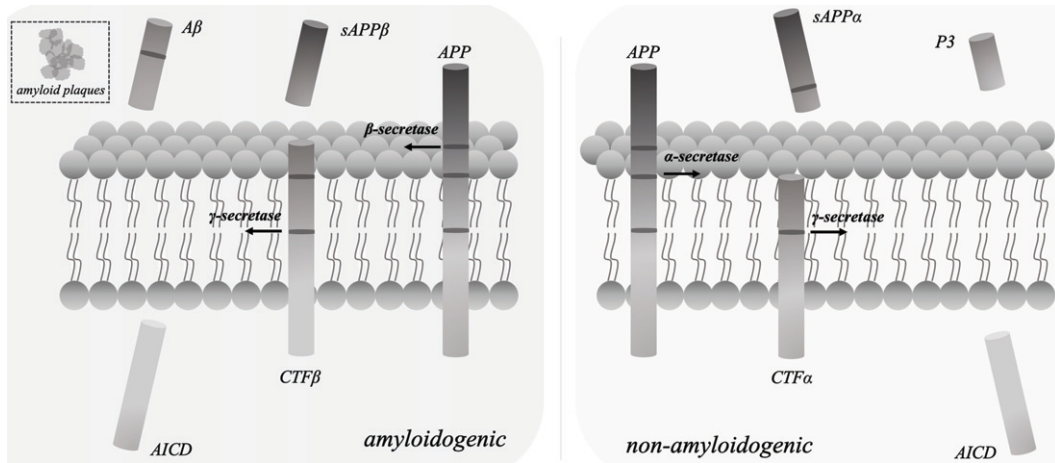 Aβ
sAPPβ
APP
amyloid plaques
β-secretase
γ-secretase
CTFβ
AICD
amyloidogenic
sAPPα
P3
APP
α-secretase
γ-secretase
CTFα
AICD
non-amyloidogenic